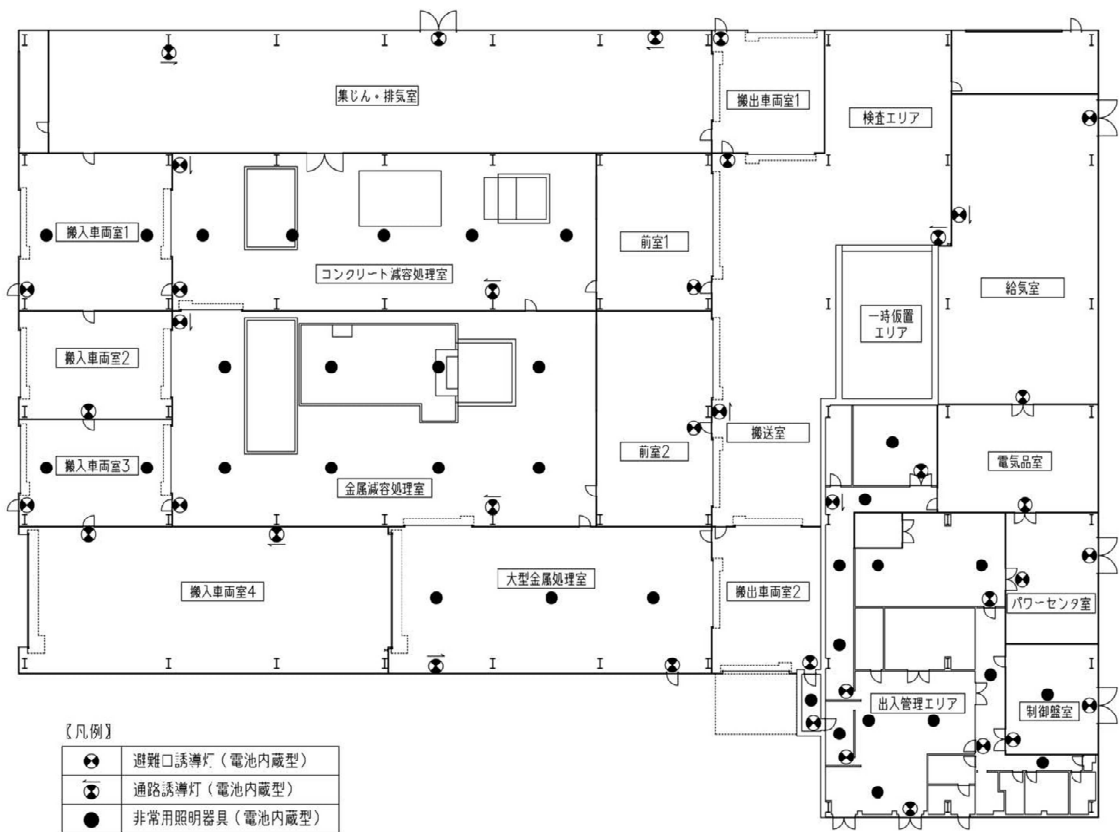 集じん・排気室
搬出車両室1
検査エリア
搬入車両室1
コンクリート減容処理室
前室1
給気室
一時仮置
エリア
搬入車両室2
搬入車両室3
金属減容処理室
前室2
搬送室
電気品室
搬入車両室4
大型金属処理室
搬出車両室2
パワーセンタ室
出入管理エリア
制御盤室
〖凡例〗
避難口誘導灯(電池内蔵型)
通路誘導灯(電池内蔵型)
非常用照明器具(電池内蔵型)